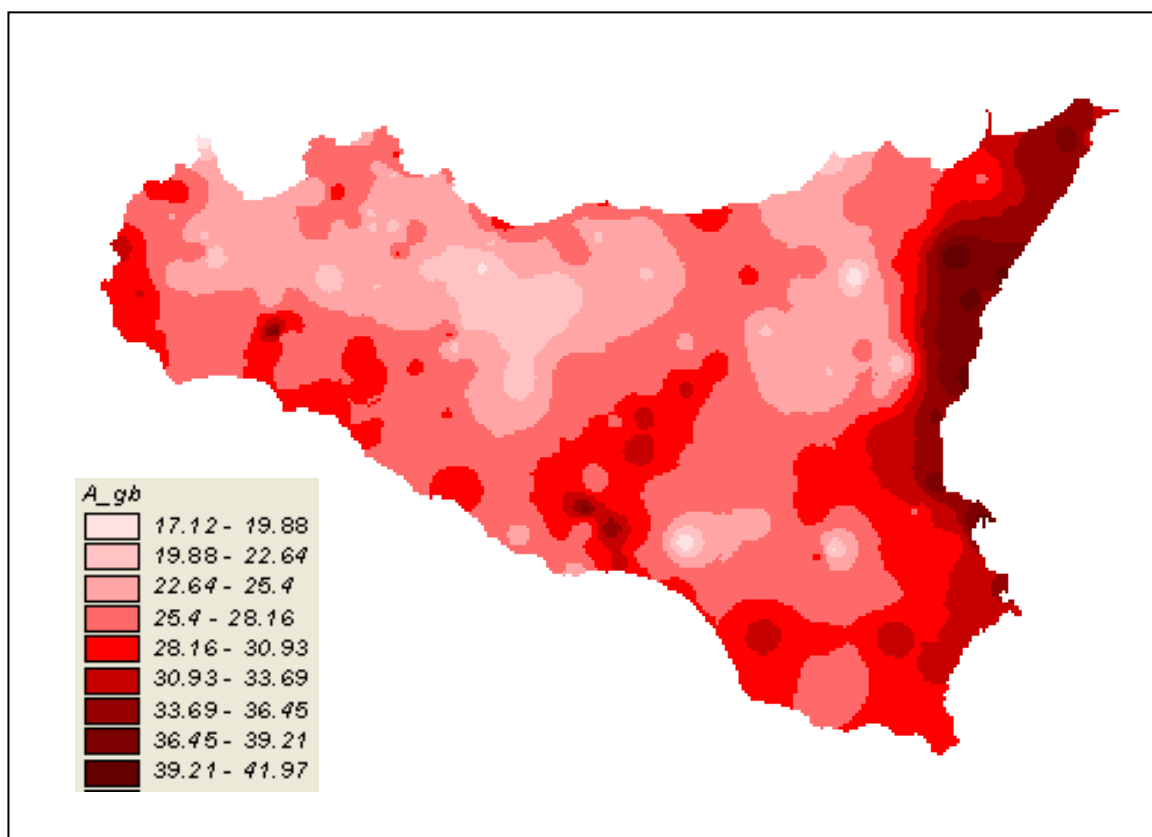 A_gb
17.12 - 19.88
19.88 - 22.64
22.64 - 25.4
25.4 - 28.16
28.16 - 30.93
30.93 - 33.69
33.69 - 36.45
36.45 - 39.21
39.21 - 41.97